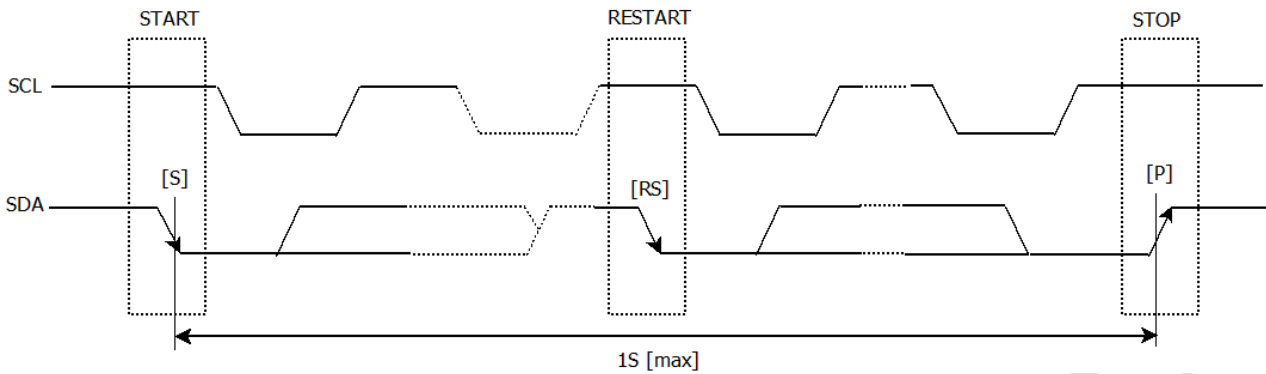 START RESTART STOP
SCL
[S] [RS] [P]
SDA
1S [max]